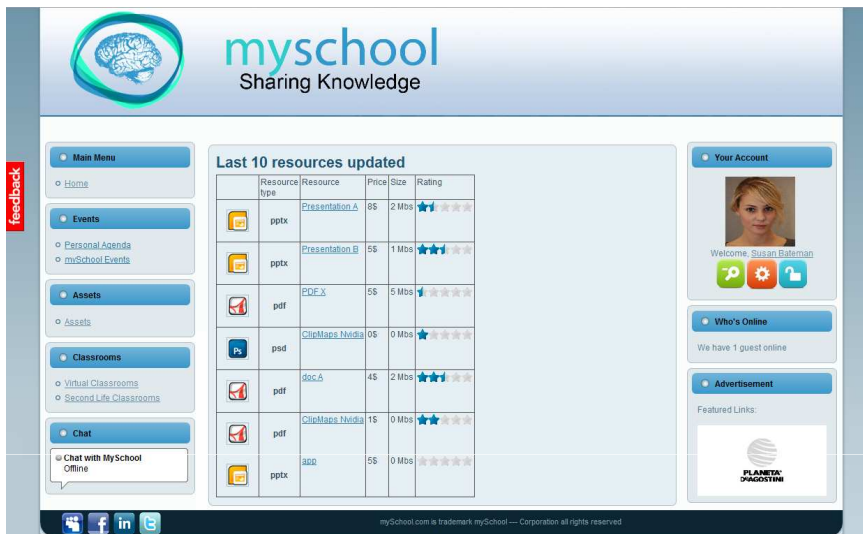 myschool
Sharing Knowledge
feedback
Main Menu
Home
Events
Personal Agenda
mySchool Events
Assets
Assets
Classrooms
Virtual Classrooms
Second Life Classrooms
Chat
Chat with MySchool
Offline
Last 10 resources updated
Resource type Resource Price Size Rating
pptx Presentation A 8$ 2 Mbs
pptx Presentation B 5$ 1 Mbs
pdf PDF X 5$ 5 Mbs
Ps psd ClipMaps Nvidia 0$ 0 Mbs
pdf doc A 4$ 2 Mbs
pdf ClipMaps Nvidia 1$ 0 Mbs
pptx app 5$ 0 Mbs
Your Account
Welcome, Susan Bateman
Who's Online
We have 1 guest online
Advertisement
Featured Links:
PLANETA
DeAGOSTINI
f in
mySchool.com is trademark mySchool — Corporation all rights reserved